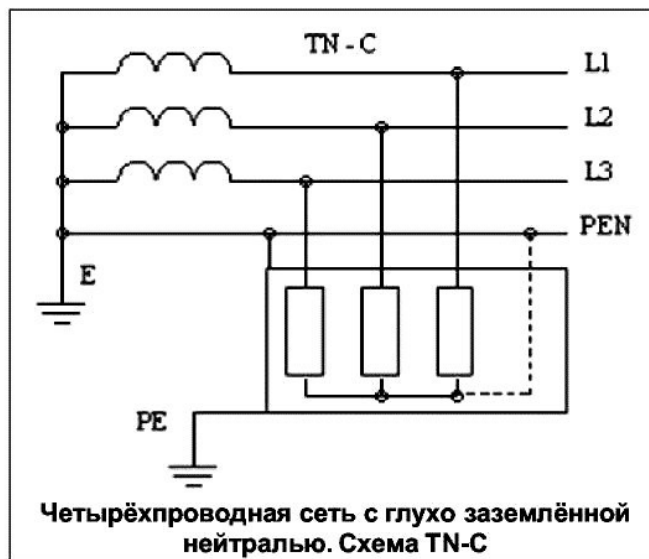 TN - C
L1
L2
L3
PEN
E
PE
Четырёхпроводная сеть с глухо заземлённой
нейтралью. Схема TN-C